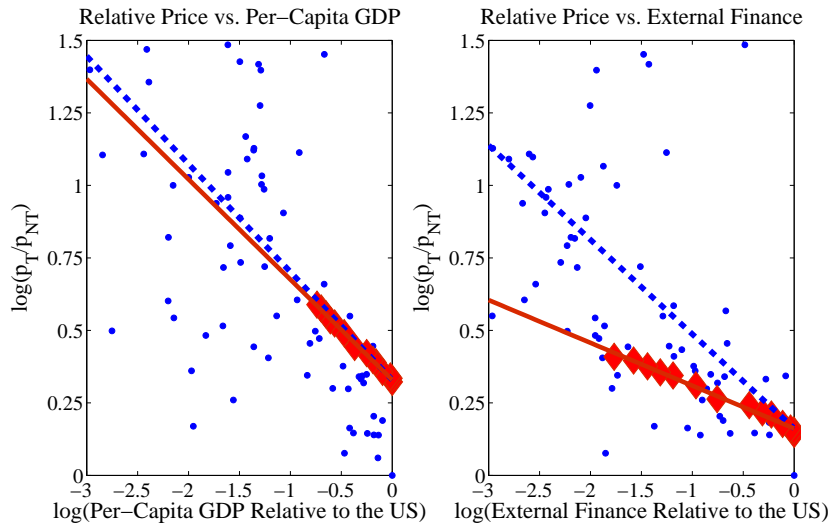 Relative Price vs. Per−Capita GDP
1.5
1.25
1
0.75
0.5
0.25
0
log(p_T/p_NT)
−3 −2.5 −2 −1.5 −1 −0.5 0
log(Per−Capita GDP Relative to the US)
Relative Price vs. External Finance
1.5
1.25
1
0.75
0.5
0.25
0
log(p_T/p_NT)
−3 −2.5 −2 −1.5 −1 −0.5 0
log(External Finance Relative to the US)